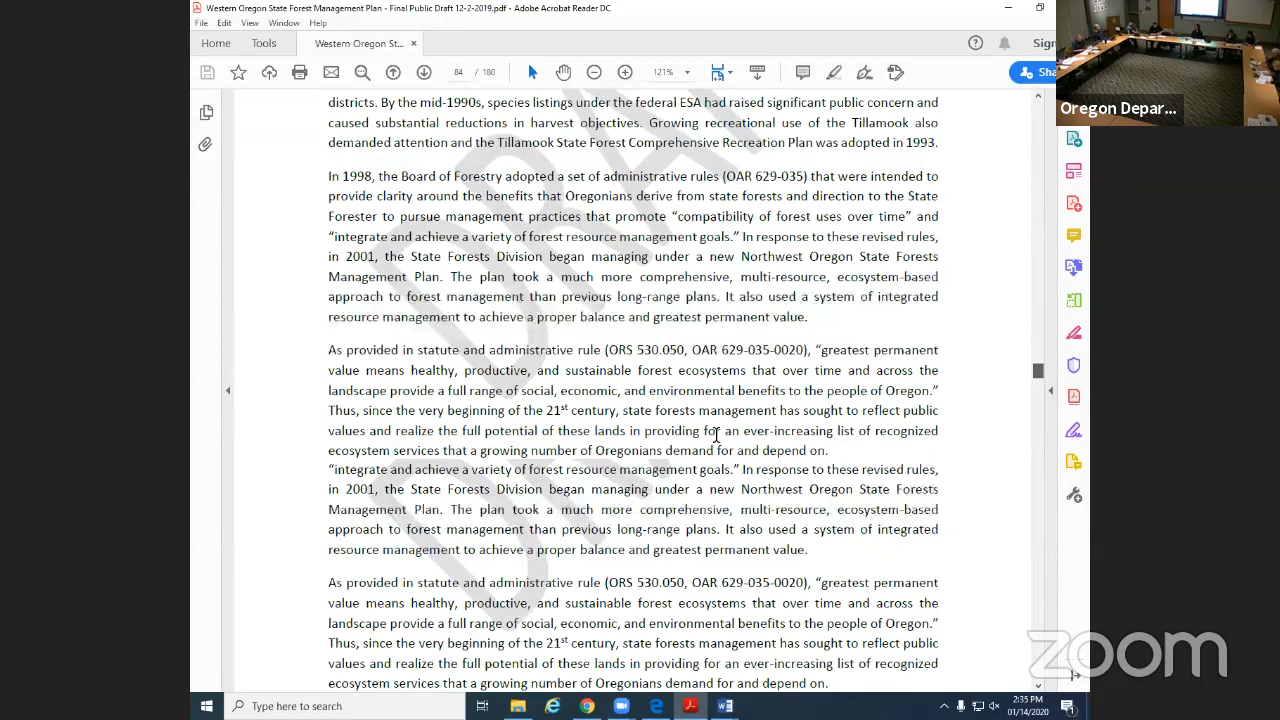 Western Oregon State Forest Management Plan - Final Public Draft 12-2-2019.pdf - Adobe Acrobat Reader DC
File Edit View Window Help
Home Tools Western Oregon St... × Sign
84 / 180 121% Sha
districts. By the mid-1990s, species listings under the federal ESA had raised significant public concern and
demanded attention and the Tillamook State Forest Comprehensive Recreation Plan was adopted in 1993.
In 1998, the Board of Forestry adopted a set of administrative rules (OAR 629-035) that were intended to
provide clarity around the benefits that Oregonians derive from state forests and direction to the State
Forester to pursue management practices that promote “compatibility of forest uses over time” and
“integrate and achieve a variety of forest resource management goals.” In response to these revised rules,
in 2001, the State Forests Division began managing under a new Northwest Oregon State Forests
Management Plan. The plan took a much more comprehensive, multi-resource, ecosystem-based
approach to forest management than previous long-range plans. It also used a system of integrated
resource management to achieve a proper balance and greatest permanent value.
As provided in statute and administrative rule (ORS 530.050, OAR 629-035-0020), “greatest permanent
value means healthy, productive, and sustainable forest ecosystems that over time and across the
landscape provide a full range of social, economic, and environmental benefits to the people of Oregon.”
Thus, since the very beginning of the 21st century, state forests management has sought to reflect public
values and realize the full potential of these lands in providing for an ever-increasing list of recognized
ecosystem services that a growing number of Oregonians demand for and depend on.
“integrate and achieve a variety of forest resource management goals.” In response to these revised rules,
in 2001, the State Forests Division began managing under a new Northwest Oregon State Forests
Management Plan. The plan took a much more comprehensive, multi-resource, ecosystem-based
approach to forest management than previous long-range plans. It also used a system of integrated
resource management to achieve a proper balance and greatest permanent value.
As provided in statute and administrative rule (ORS 530.050, OAR 629-035-0020), “greatest permanent
value means healthy, productive, and sustainable forest ecosystems that over time and across the
landscape provide a full range of social, economic, and environmental benefits to the people of Oregon.”
Thus, since the very beginning of the 21st century, state forests management has sought to reflect public
values and realize the full potential of these lands in providing for an ever-increasing list of recognized
ecosystem services that a growing number of Oregonians demand for and depend on.
DRAFT
Oregon Depar...
zoom
Type here to search
2:35 PM
01/14/2020